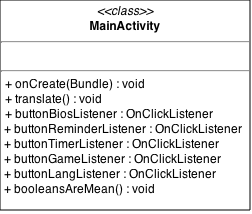 <<class>>
MainActivity
+ onCreate(Bundle) : void
+ translate() : void
+ buttonBiosListener : OnClickListener
+ buttonReminderListener : OnClickListener
+ buttonTimerListener : OnClickListener
+ buttonGameListener : OnClickListener
+ buttonLangListener : OnClickListener
+ booleansAreMean() : void